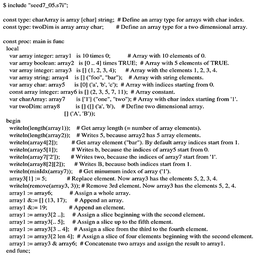 $ include "seed7_05.s7i";
const type: charArray is array [char] string; # Define an array type for arrays with char index.
const type: twoDim is array array char; # Define an array type for a two dimensional array.
const proc: main is func
local
var array integer: array1 is 10 times 0; # Array with 10 elements of 0.
var array boolean: array2 is [0 .. 4] times TRUE; # Array with 5 elements of TRUE.
var array integer: array3 is [] (1, 2, 3, 4); # Array with the elements 1, 2, 3, 4.
var array string: array4 is [] ("foo", "bar"); # Array with string elements.
var array char: array5 is [0] ('a', 'b', 'c'); # Array with indices starting from 0.
const array integer: array6 is [] (2, 3, 5, 7, 11); # Array constant.
var charArray: array7 is ['1'] ("one", "two"); # Array with char index starting from '1'.
var twoDim: array8 is [] ([] ('a', 'b'), # Define two dimensional array.
[] ('A', 'B'));
begin
writeln(length(array1)); # Get array length (= number of array elements).
writeln(length(array2)); # Writes 5, because array2 has 5 array elements.
writeln(array4[2]); # Get array element ("bar"). By default array indices start from 1.
writeln(array5[1]); # Writes b, because the indices of array5 start from 0.
writeln(array7['2']); # Writes two, because the indices of array7 start from '1'.
writeln(array8[2][2]); # Writes B, because both indices start from 1.
writeln(minIdx(array7)); # Get minumum index of array ('1').
array3[1] := 5; # Replace element. Now array3 has the elements 5, 2, 3, 4.
writeln(remove(array3, 3)); # Remove 3rd element. Now array3 has the elements 5, 2, 4.
array1 := array6; # Assign a whole array.
array1 &:= [] (13, 17); # Append an array.
array1 &:= 19; # Append an element.
array1 := array3[2 ..]; # Assign a slice beginning with the second element.
array1 := array3[.. 5]; # Assign a slice up to the fifth element.
array1 := array3[3 .. 4]; # Assign a slice from the third to the fourth element.
array1 := array3[2 len 4]; # Assign a slice of four elements beginning with the second element.
array1 := array3 & array6; # Concatenate two arrays and assign the result to array1.
end func;